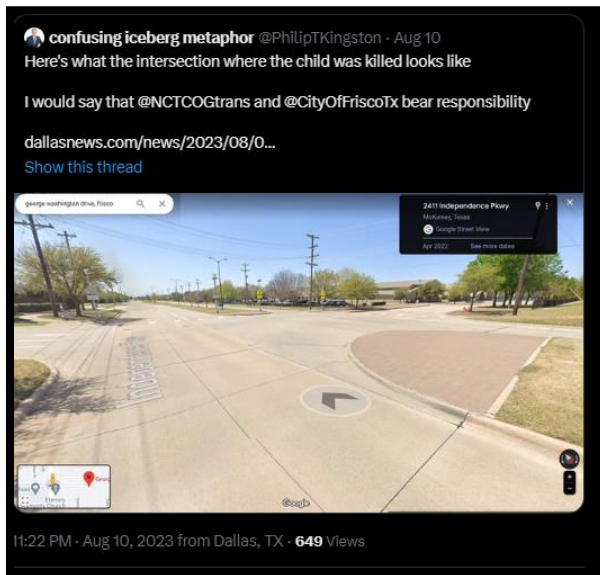 confusing iceberg metaphor @PhilipTKingston · Aug 10
Here's what the intersection where the child was killed looks like
I would say that @NCTCOGtrans and @CityOfFriscoTx bear responsibility
dallasnews.com/news/2023/08/0...
Show this thread
george washington drive, frisco
2411 Independence Pkwy
McKinney, Texas
Google Street View
Apr 2022 See more dates
Independence
Google
11:22 PM · Aug 10, 2023 from Dallas, TX · 649 Views